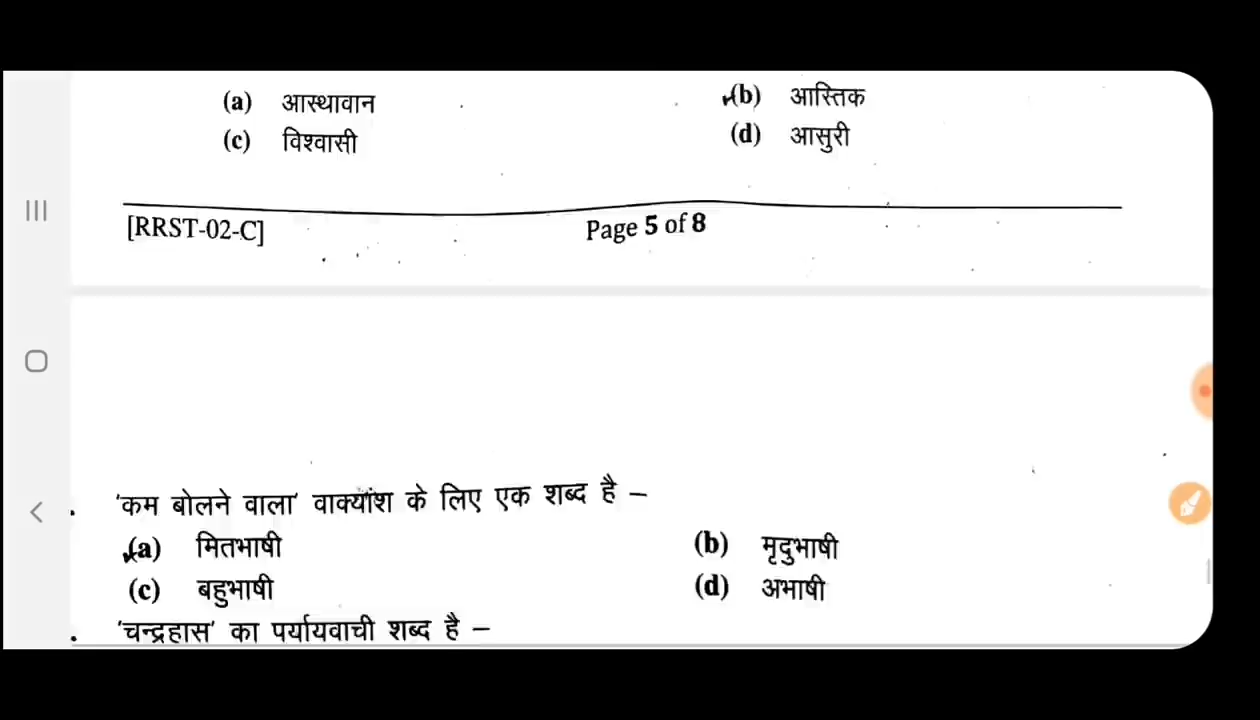 (a) आस्थावान (b) आस्तिक
(c) विश्वासी (d) आसुरी
[RRST-02-C] Page 5 of 8
. 'कम बोलने वाला' वाक्यांश के लिए एक शब्द है –
(a) मितभाषी (b) मृदुभाषी
(c) बहुभाषी (d) अभाषी
. 'चन्द्रहास' का पर्यायवाची शब्द है –